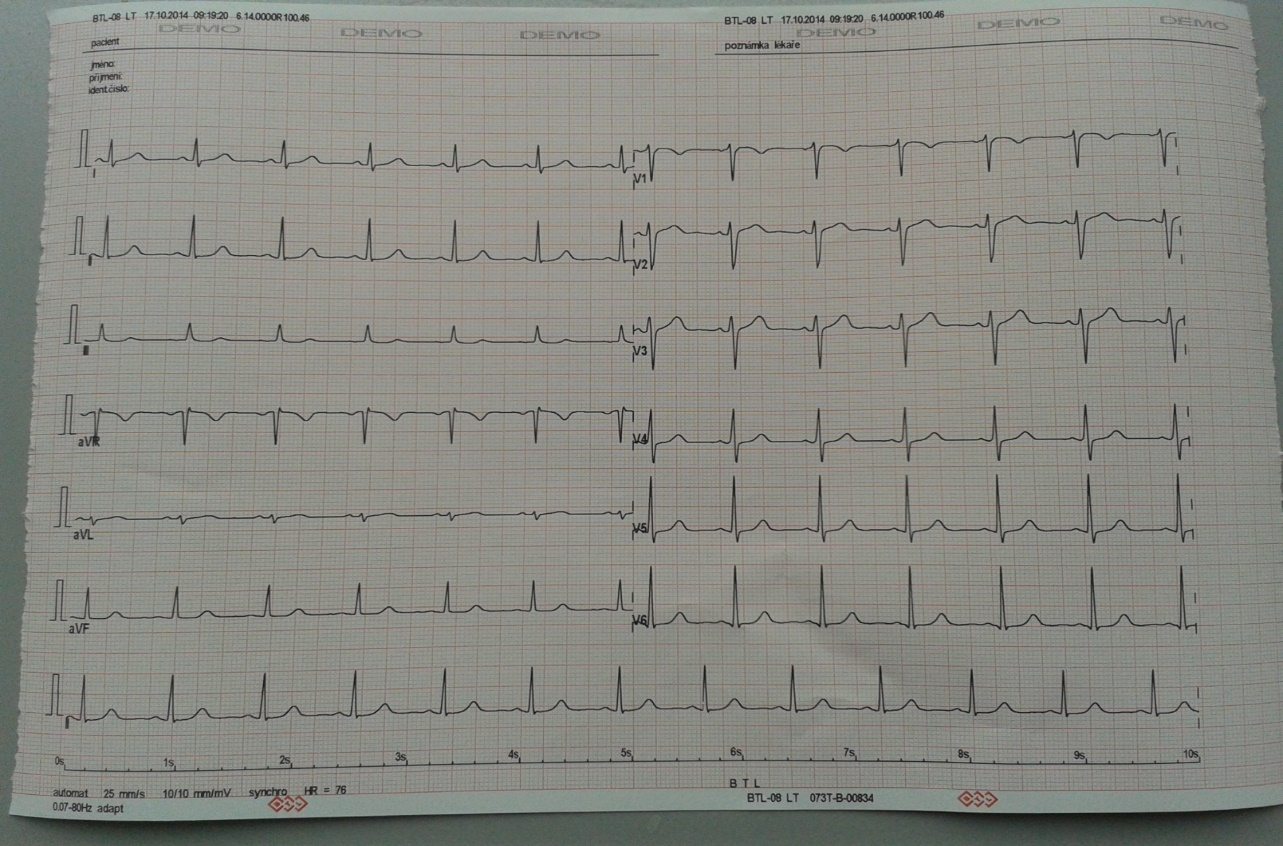 BTL-08 LT 17.10.2014 09:19:20 6.14.0000R100.46
DEMO DEMO DEMO
pacient
jméno:
příjmení:
ident.číslo:
BTL-08 LT 17.10.2014 09:19:20 6.14.0000R100.46
DEMO DEMO DEMO
poznámka lékaře
I
II
III
aVR
aVL
aVF
II
V1
V2
V3
V4
V5
V6
0s 1s 2s 3s 4s 5s 6s 7s 8s 9s 10s
automat 25 mm/s 10/10 mm/mV synchro HR = 76
0.07-80Hz adapt
BTL
BTL-08 LT 073T-B-00834